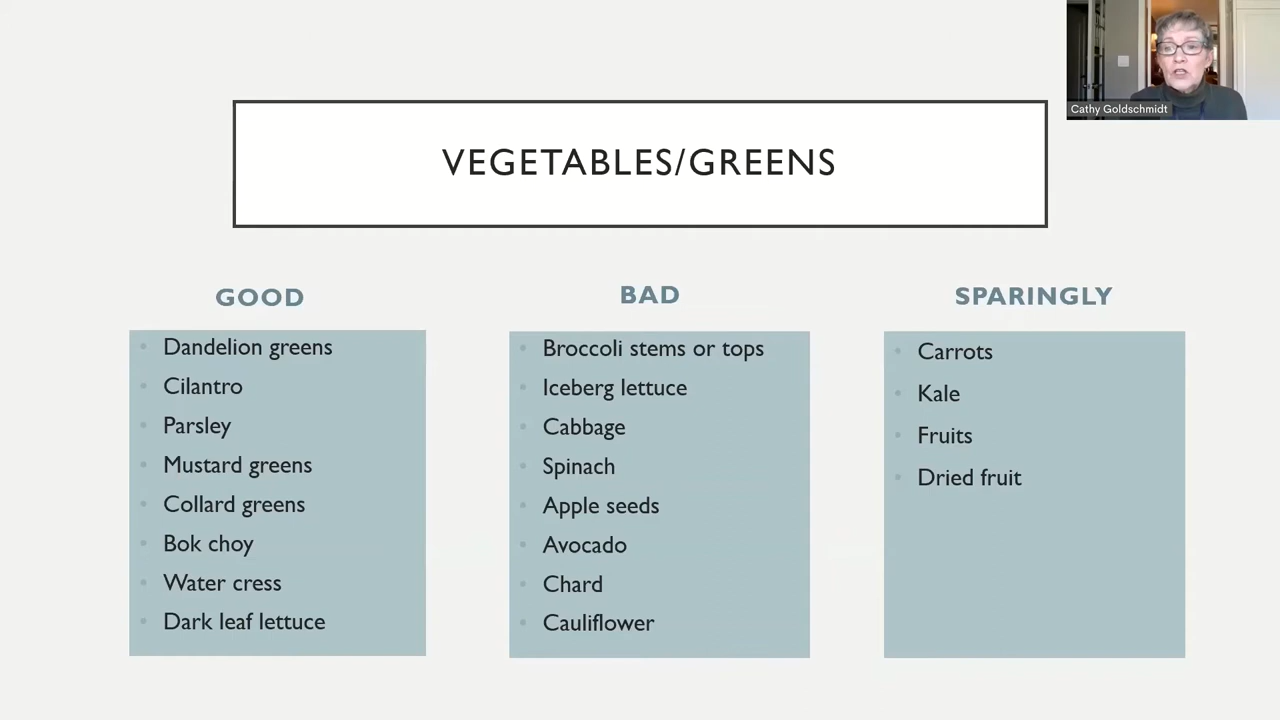 Cathy Goldschmidt
VEGETABLES/GREENS
GOOD
Dandelion greens
Cilantro
Parsley
Mustard greens
Collard greens
Bok choy
Water cress
Dark leaf lettuce
BAD
Broccoli stems or tops
Iceberg lettuce
Cabbage
Spinach
Apple seeds
Avocado
Chard
Cauliflower
SPARINGLY
Carrots
Kale
Fruits
Dried fruit